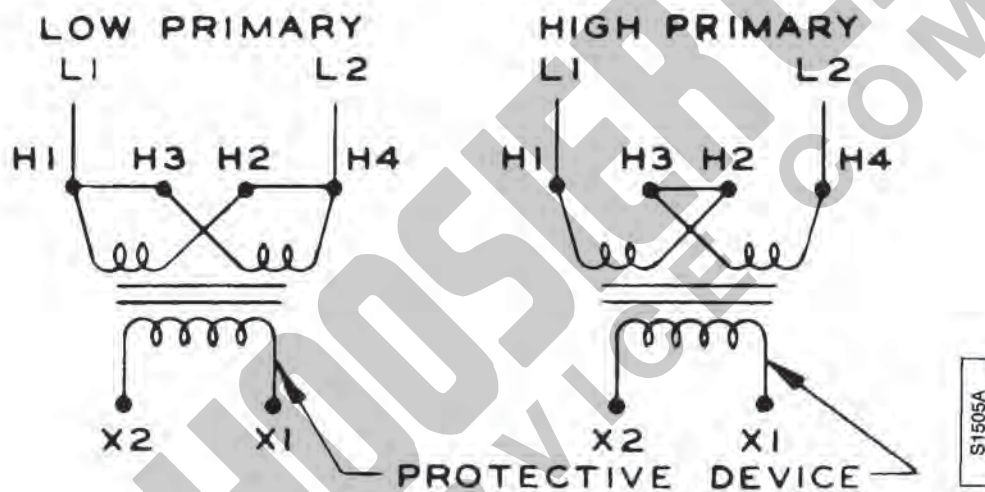 LOW PRIMARY
HIGH PRIMARY
L1 L2
L1 L2
H1 H3 H2 H4
H1 H3 H2 H4
X2 X1
X2 X1
PROTECTIVE DEVICE
S1505A